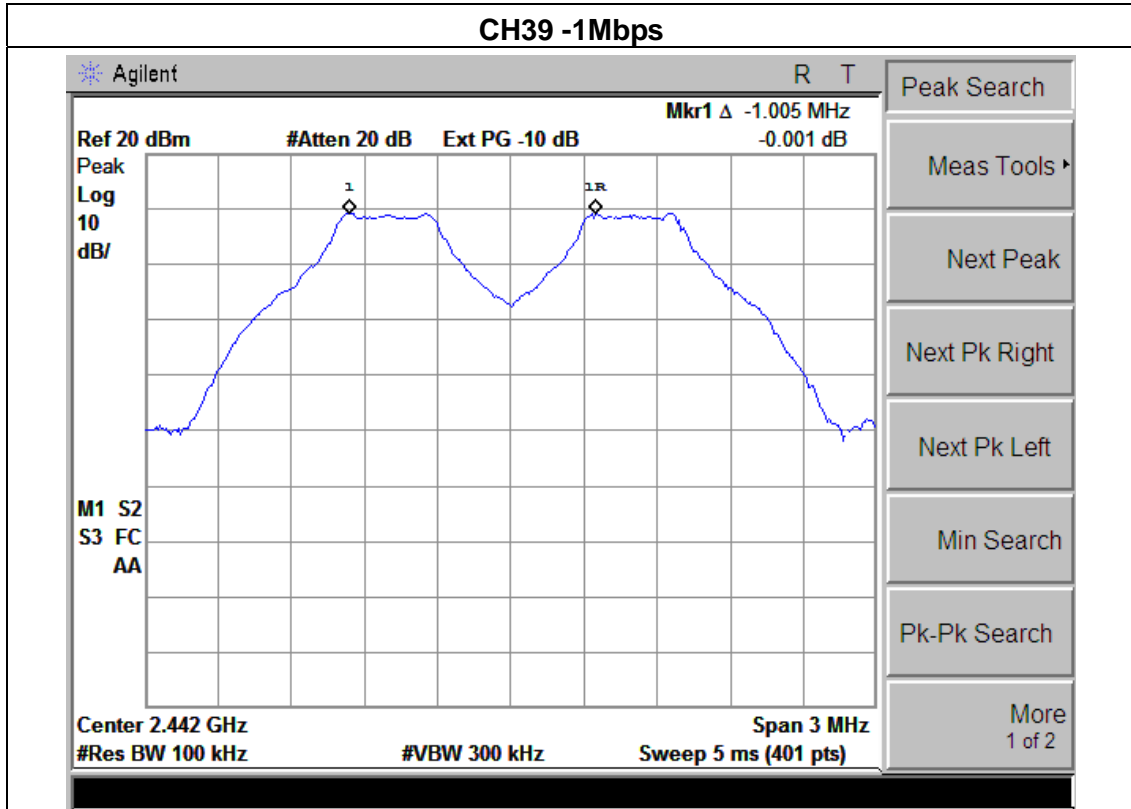 CH39 -1Mbps
Agilent R T
Mkr1 Δ -1.005 MHz
Ref 20 dBm #Atten 20 dB Ext PG -10 dB -0.001 dB
Peak
Log
10
dB/
1
1R
M1 S2
S3 FC
AA
Center 2.442 GHz Span 3 MHz
#Res BW 100 kHz #VBW 300 kHz Sweep 5 ms (401 pts)
Peak Search
Meas Tools
Next Peak
Next Pk Right
Next Pk Left
Min Search
Pk-Pk Search
More
1 of 2